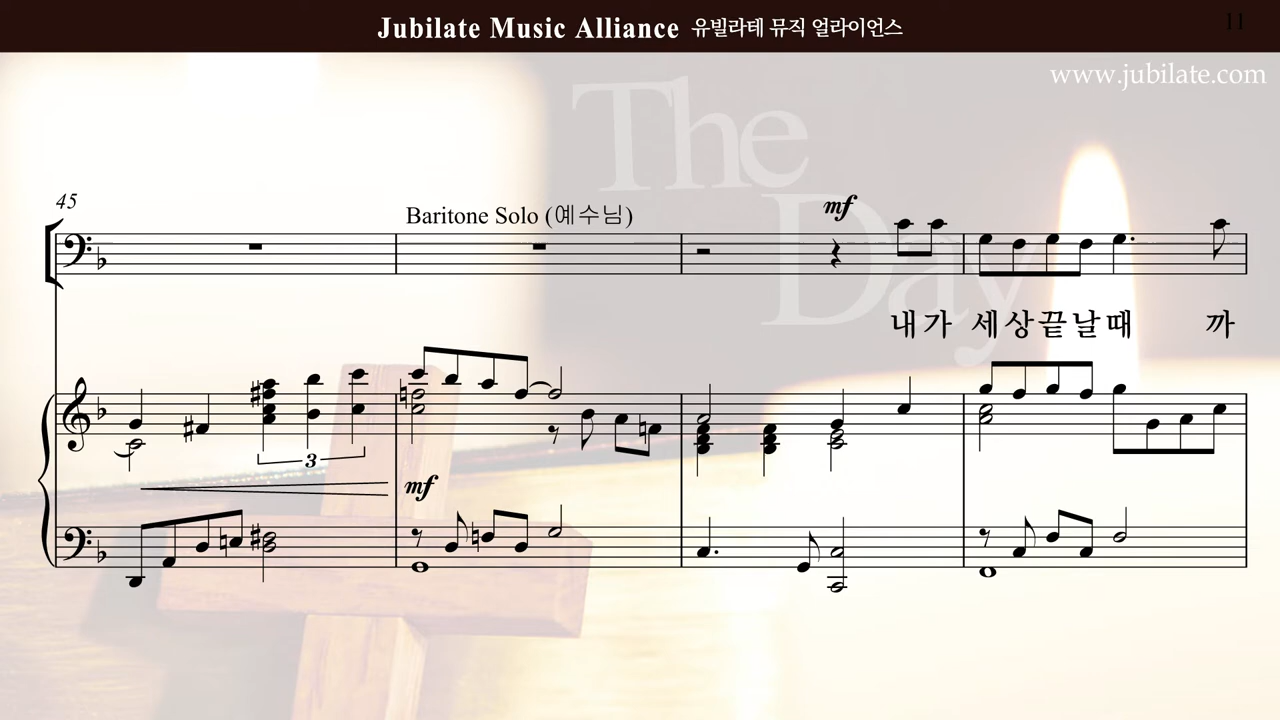 Jubilate Music Alliance 유빌라테 뮤직 얼라이언스
11
www.jubilate.com
The
Day
45
Baritone Solo (예수님)
mf
내가 세상끝날때 까
3
mf